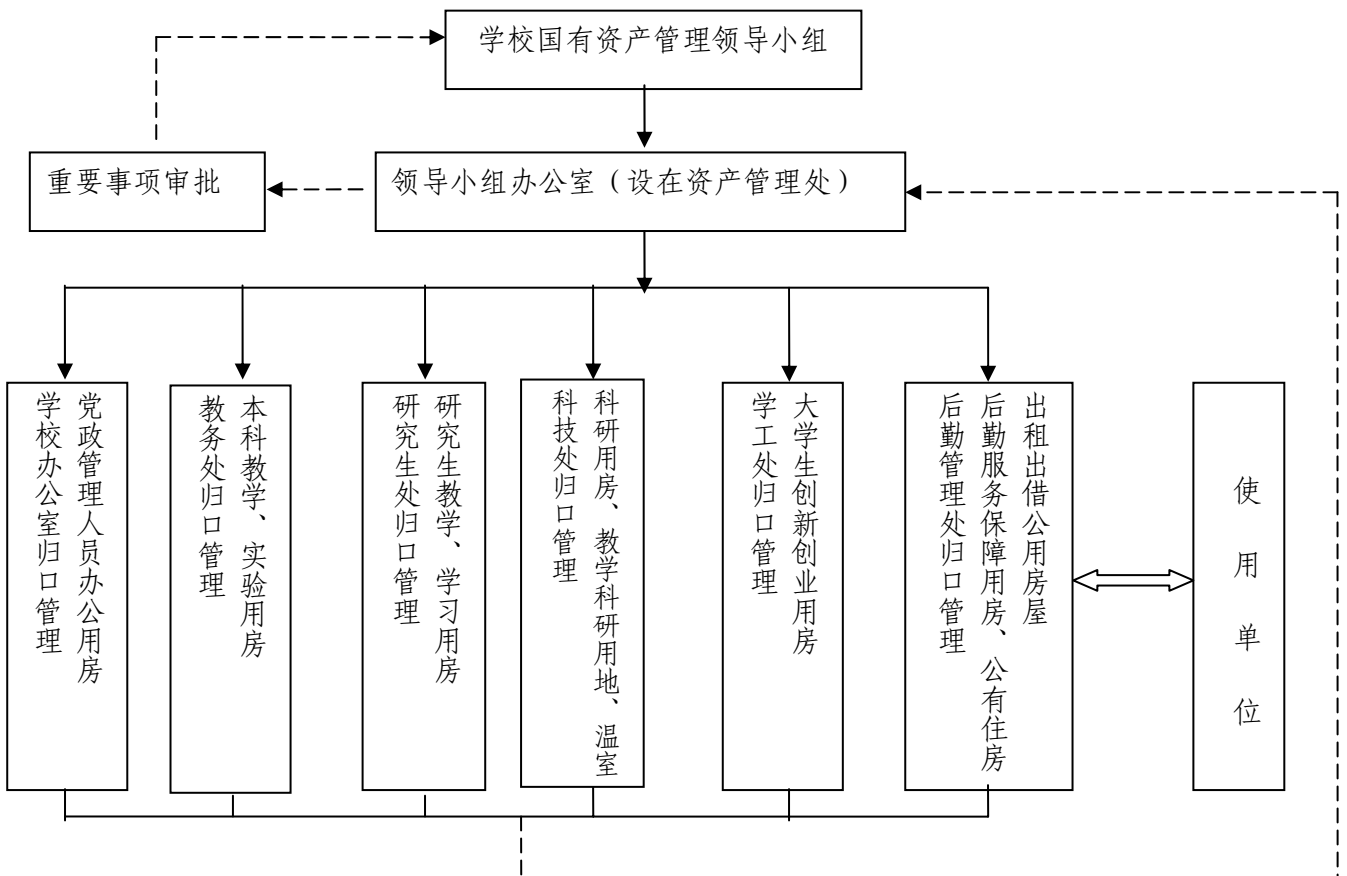 学校国有资产管理领导小组
重要事项审批
领导小组办公室（设在资产管理处）
党政管理人员办公用房
学校办公室归口管理
本科教学、实验用房
教务处归口管理
研究生教学、学习用房
研究生处归口管理
科研用房、教学科研用地、温室
科技处归口管理
大学生创新创业用房
学工处归口管理
出租出借公用房屋
后勤服务保障用房、公有住房
后勤管理处归口管理
使用单位